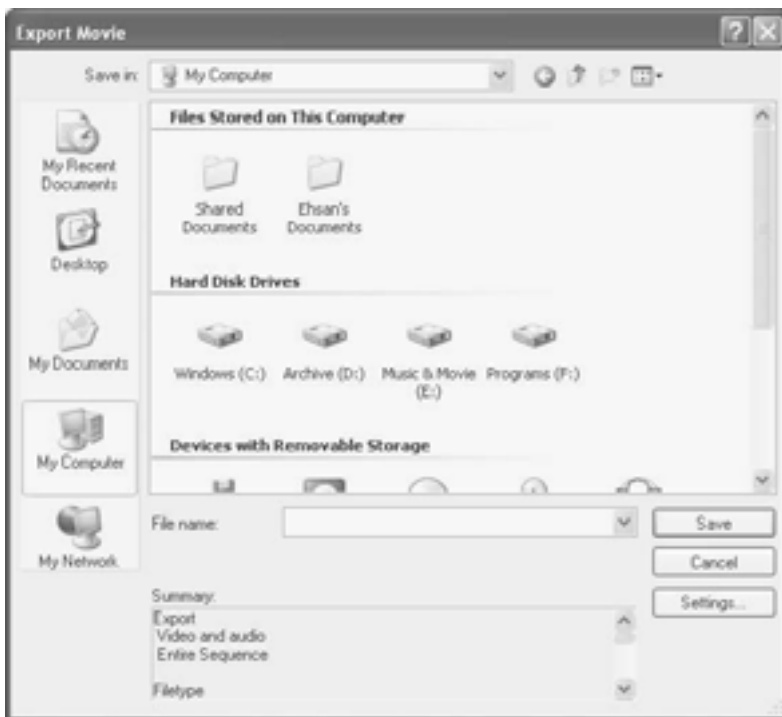 Export Movie
Save in:
My Computer
My Recent
Documents
Desktop
My Documents
My Computer
My Network
Files Stored on This Computer
Shared
Documents
Ehsan's
Documents
Hard Disk Drives
Windows (C:)
Archive (D:)
Music & Movie
(E:)
Programs (F:)
Devices with Removable Storage
File name:
Save
Cancel
Settings...
Summary:
Export
Video and audio
Entire Sequence
Filetype